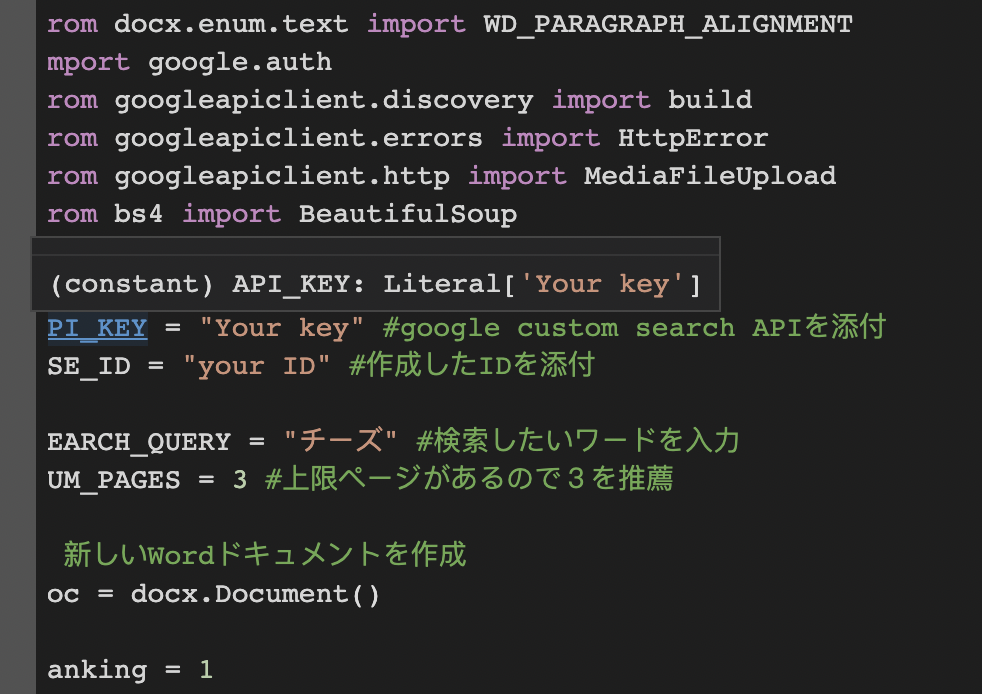 rom docx.enum.text import WD_PARAGRAPH_ALIGNMENT
mport google.auth
rom googleapiclient.discovery import build
rom googleapiclient.errors import HttpError
rom googleapiclient.http import MediaFileUpload
rom bs4 import BeautifulSoup
(constant) API_KEY: Literal['Your key']
PI_KEY = "Your key" #google custom search APIを添付
SE_ID = "your ID" #作成したIDを添付
EARCH_QUERY = "チーズ" #検索したいワードを入力
UM_PAGES = 3 #上限ページがあるので３を推薦
新しいWordドキュメントを作成
oc = docx.Document()
anking = 1